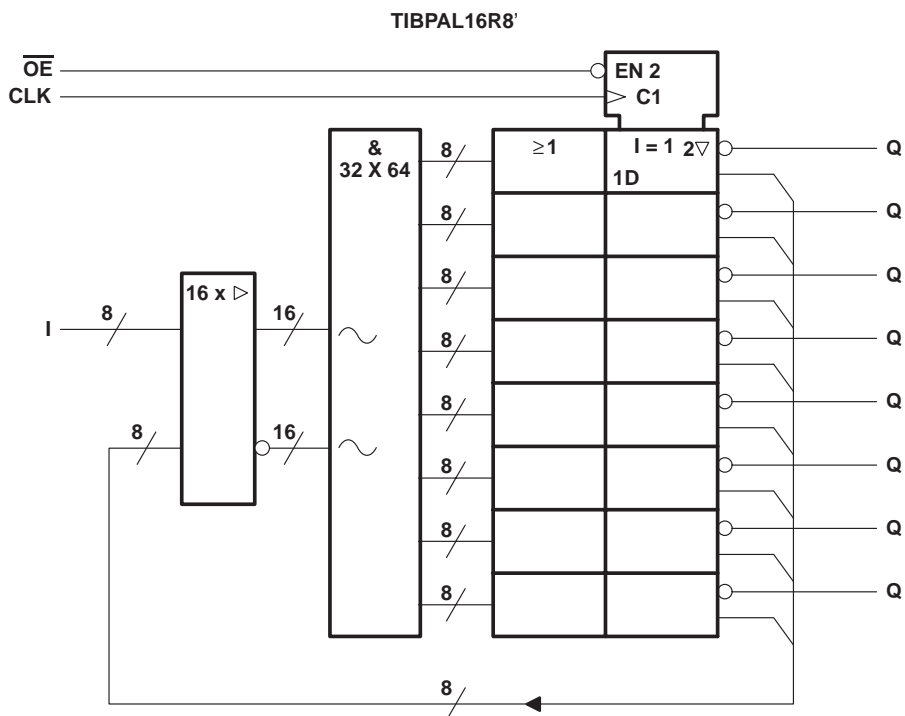 TIBPAL16R8'
OE
EN 2
CLK
C1
&
32 X 64
8
≥1
I = 1 2▽
Q
1D
8
Q
8
Q
16 x ▷
I
8
16
8
Q
8
Q
8
16
8
Q
8
Q
8
Q
8